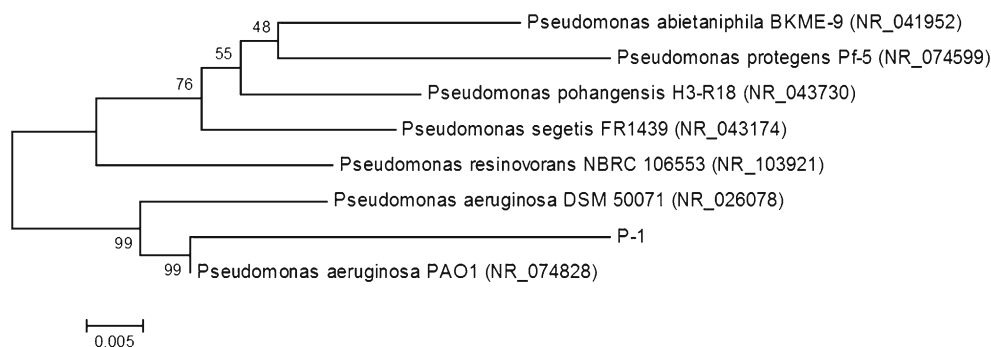 Pseudomonas abietaniphila BKME-9 (NR_041952)
48
Pseudomonas protegens Pf-5 (NR_074599)
55
76
Pseudomonas pohangensis H3-R18 (NR_043730)
Pseudomonas segetis FR1439 (NR_043174)
Pseudomonas resinovorans NBRC 106553 (NR_103921)
Pseudomonas aeruginosa DSM 50071 (NR_026078)
99
P-1
99
Pseudomonas aeruginosa PAO1 (NR_074828)
0.005